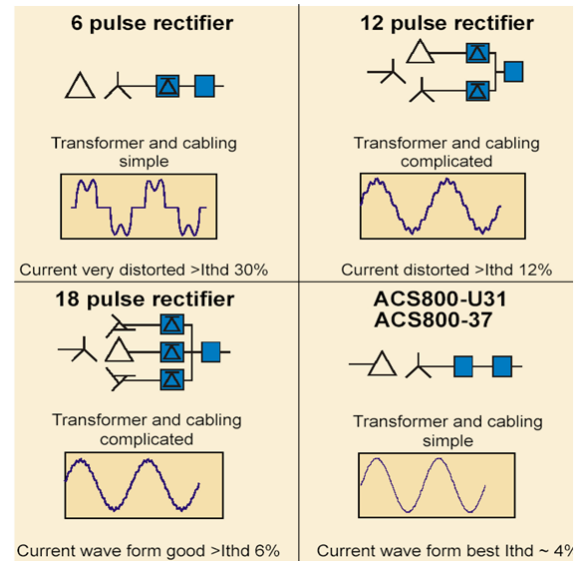 6 pulse rectifier
Transformer and cabling
simple
Current very distorted >Ithd 30%
12 pulse rectifier
Transformer and cabling
complicated
Current distorted >Ithd 12%
18 pulse rectifier
Transformer and cabling
complicated
Current wave form good >Ithd 6%
ACS800-U31
ACS800-37
Transformer and cabling
simple
Current wave form best Ithd ~ 4%